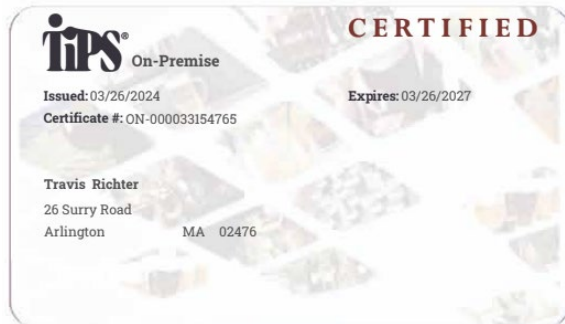 CERTIFIED
TiPS® On-Premise
Issued: 03/26/2024 Expires: 03/26/2027
Certificate #: ON-000033154765
Travis Richter
26 Surry Road
Arlington MA 02476